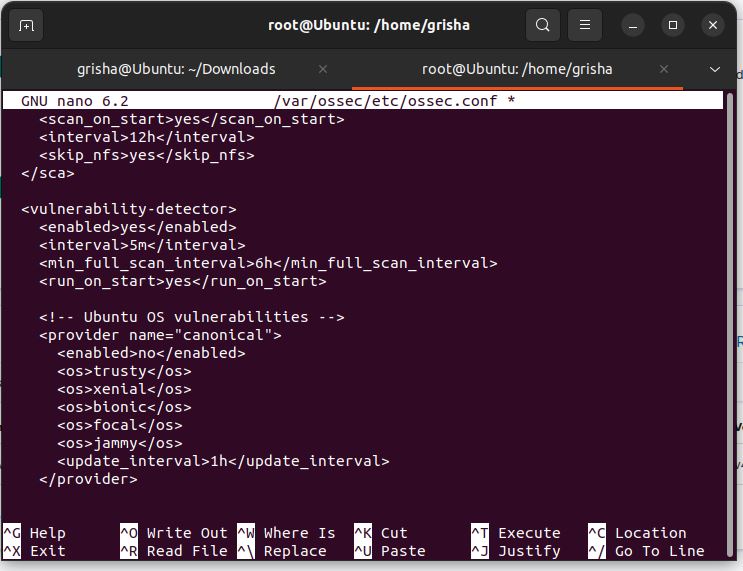 root@Ubuntu: /home/grisha
grisha@Ubuntu: ~/Downloads
root@Ubuntu: /home/grisha
GNU nano 6.2 /var/ossec/etc/ossec.conf *
<scan_on_start>yes</scan_on_start>
<interval>12h</interval>
<skip_nfs>yes</skip_nfs>
</sca>
<vulnerability-detector>
<enabled>yes</enabled>
<interval>5m</interval>
<min_full_scan_interval>6h</min_full_scan_interval>
<run_on_start>yes</run_on_start>
<!-- Ubuntu OS vulnerabilities -->
<provider name="canonical">
<enabled>no</enabled>
<os>trusty</os>
<os>xenial</os>
<os>bionic</os>
<os>focal</os>
<os>jammy</os>
<update_interval>1h</update_interval>
</provider>
^G Help ^O Write Out ^W Where Is ^K Cut ^T Execute ^C Location
^X Exit ^R Read File ^\ Replace ^U Paste ^J Justify ^/ Go To Line